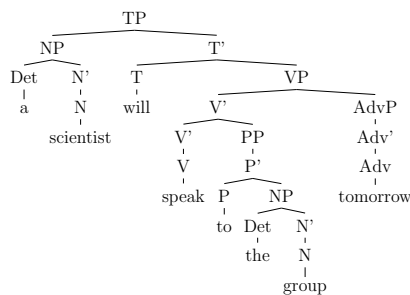 TP
NP T'
Det N' T VP
a N will V' AdvP
scientist V' PP Adv'
V P' Adv
speak P NP tomorrow
to Det N'
the N
group